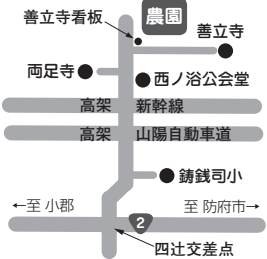 善立寺看板
農園
善立寺
両足寺
西ノ浴公会堂
高架 新幹線
高架 山陽自動車道
鋳銭司小
←至 小郡
至 防府市→
2
四辻交差点